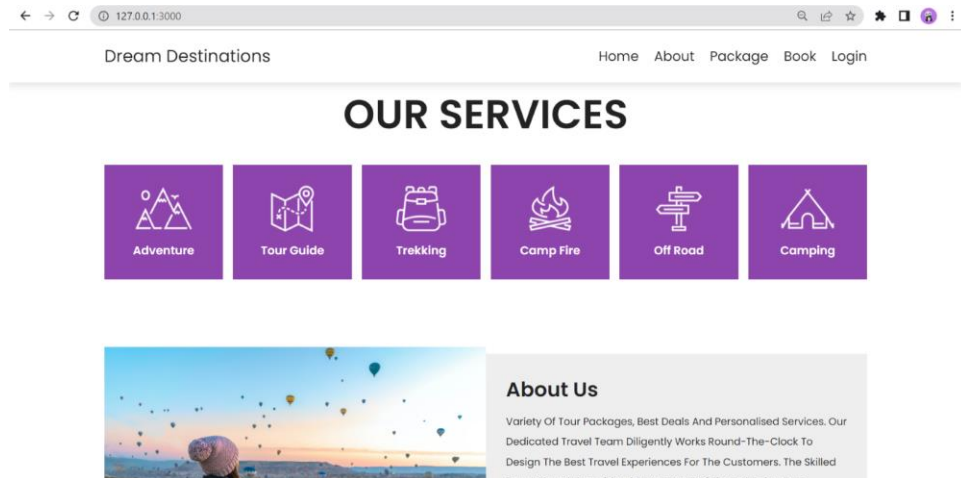 127.0.0.1:3000
Dream Destinations
Home About Package Book Login
OUR SERVICES
Adventure Tour Guide Trekking Camp Fire Off Road Camping
About Us
Variety Of Tour Packages, Best Deals And Personalised Services. Our
Dedicated Travel Team Diligently Works Round-The-Clock To
Design The Best Travel Experiences For The Customers. The Skilled